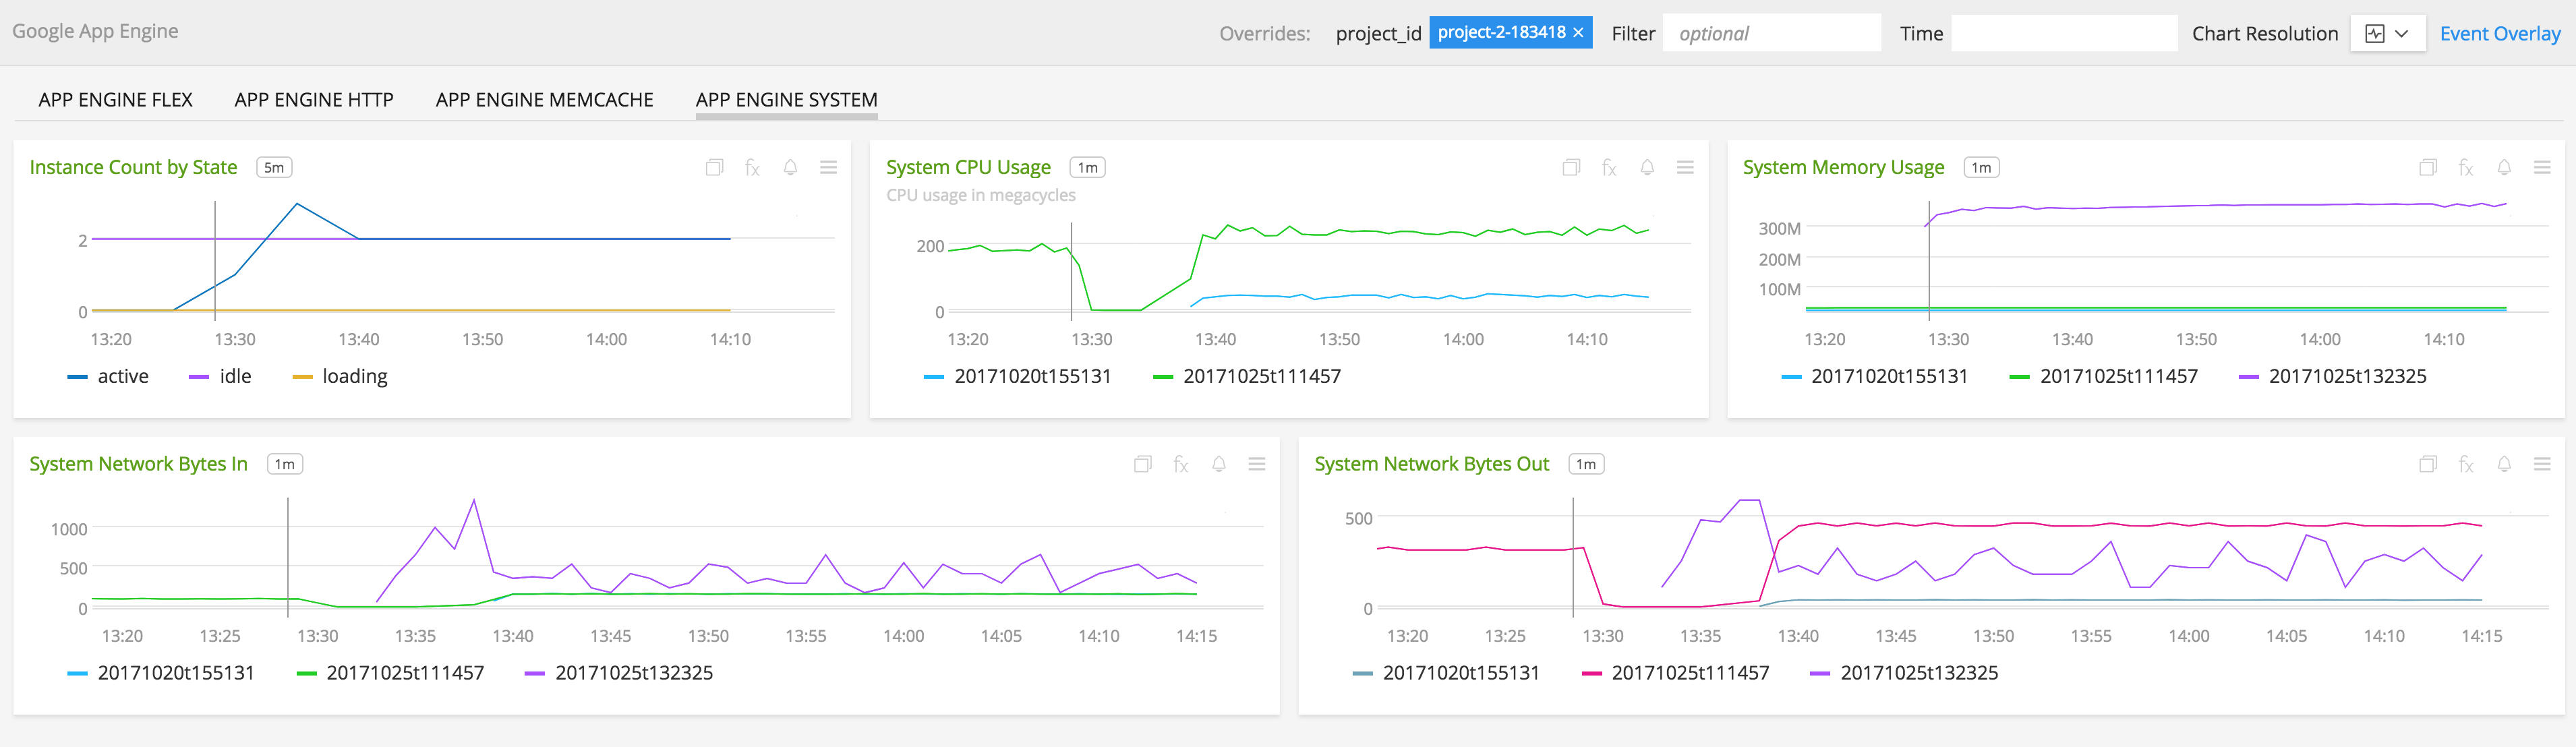 Google App Engine
Overrides: project_id project-2-183418 × Filter optional Time Chart Resolution Event Overlay
APP ENGINE FLEX APP ENGINE HTTP APP ENGINE MEMCACHE APP ENGINE SYSTEM
Instance Count by State 5m fx
2
0
13:20 13:30 13:40 13:50 14:00 14:10
active idle loading
System CPU Usage 1m fx
CPU usage in megacycles
200
0
13:20 13:30 13:40 13:50 14:00 14:10
20171020t155131 20171025t111457
System Memory Usage 1m fx
300M
200M
100M
13:20 13:30 13:40 13:50 14:00 14:10
20171020t155131 20171025t111457 20171025t132325
System Network Bytes In 1m fx
1000
500
0
13:20 13:25 13:30 13:35 13:40 13:45 13:50 13:55 14:00 14:05 14:10 14:15
20171020t155131 20171025t111457 20171025t132325
System Network Bytes Out 1m fx
500
0
13:20 13:25 13:30 13:35 13:40 13:45 13:50 13:55 14:00 14:05 14:10 14:15
20171020t155131 20171025t111457 20171025t132325